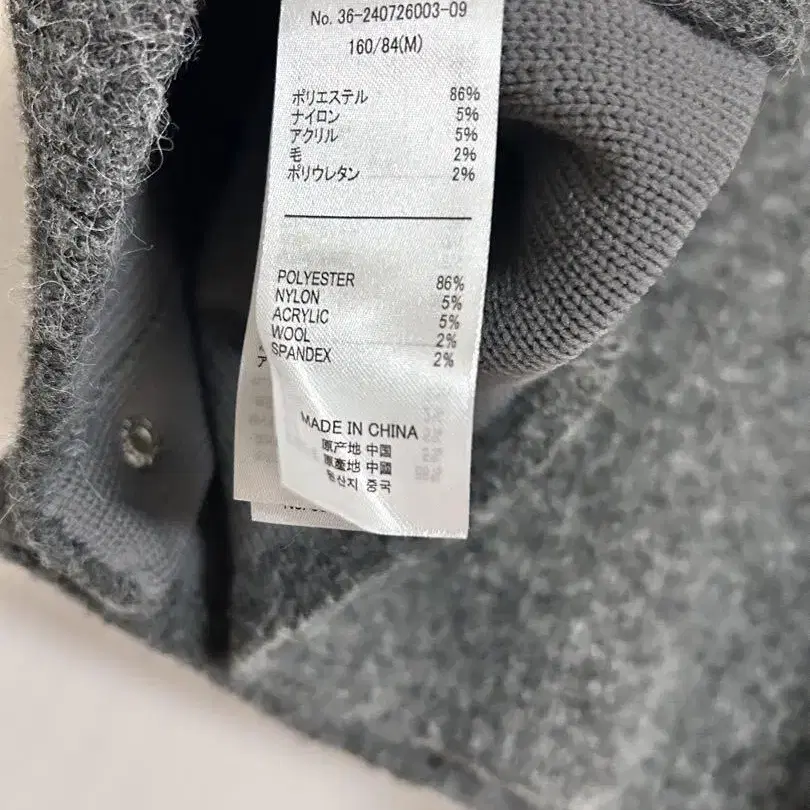 No. 36-240726003-09
160/84(M)
ポリエステル 86%
ナイロン 5%
アクリル 5%
毛 2%
ポリウレタン 2%
POLYESTER 86%
NYLON 5%
ACRYLIC 5%
WOOL 2%
SPANDEX 2%
MADE IN CHINA
原产地 中国
原產地 中國
원산지 중국